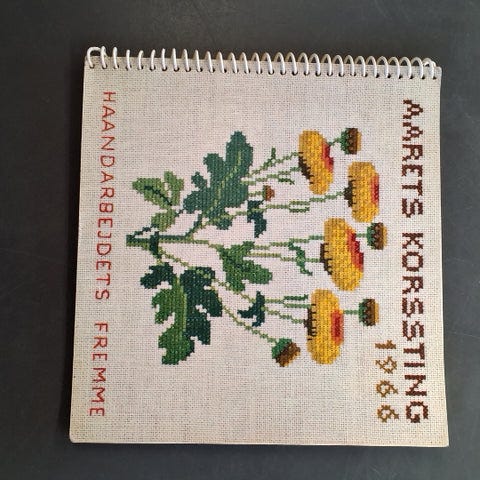 AARETS KORSSTING
1966
HAANDARBEJDETS FREMME